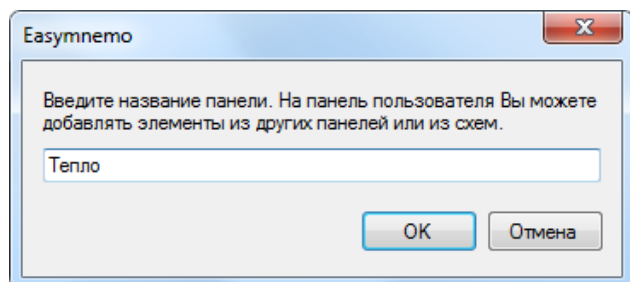 Easymnemo
Введите название панели. На панель пользователя Вы можете
добавлять элементы из других панелей или из схем.
Тепло
OK
Отмена